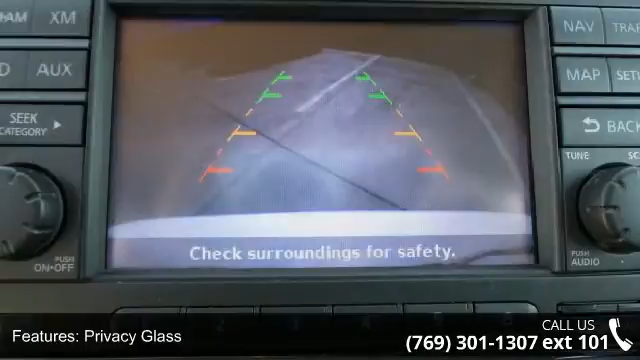 XM NAV
AUX MAP
SEEK BACK
CATEGORY
TUNE
Check surroundings for safety.
PUSH PUSH
ON•OFF AUDIO
CALL US
Features: Privacy Glass (769) 301-1307 ext 101